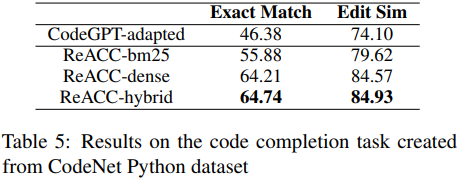 Exact Match Edit Sim
CodeGPT-adapted 46.38 74.10
ReACC-bm25 55.88 79.62
ReACC-dense 64.21 84.57
ReACC-hybrid 64.74 84.93
Table 5: Results on the code completion task created
from CodeNet Python dataset